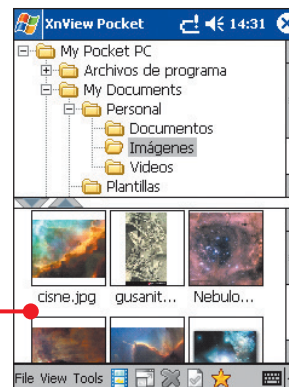 XnView Pocket 14:31
My Pocket PC
Archivos de programa
My Documents
Personal
Documentos
Imágenes
Videos
Plantillas
cisne.jpg gusanit... Nebulo...
File View Tools